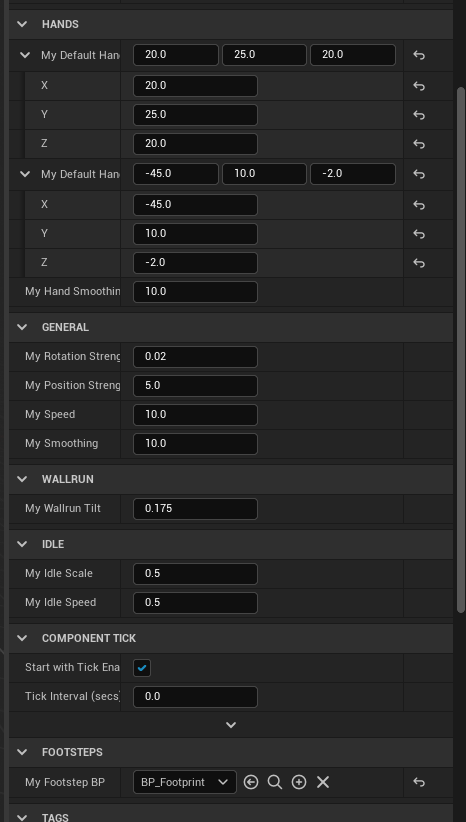 HANDS
My Default Han 20.0 25.0 20.0
X 20.0
Y 25.0
Z 20.0
My Default Han -45.0 10.0 -2.0
X -45.0
Y 10.0
Z -2.0
My Hand Smoothin 10.0
GENERAL
My Rotation Streng 0.02
My Position Streng 5.0
My Speed 10.0
My Smoothing 10.0
WALLRUN
My Wallrun Tilt 0.175
IDLE
My Idle Scale 0.5
My Idle Speed 0.5
COMPONENT TICK
Start with Tick Ena
Tick Interval (secs) 0.0
FOOTSTEPS
My Footstep BP BP_Footprint
TAGS